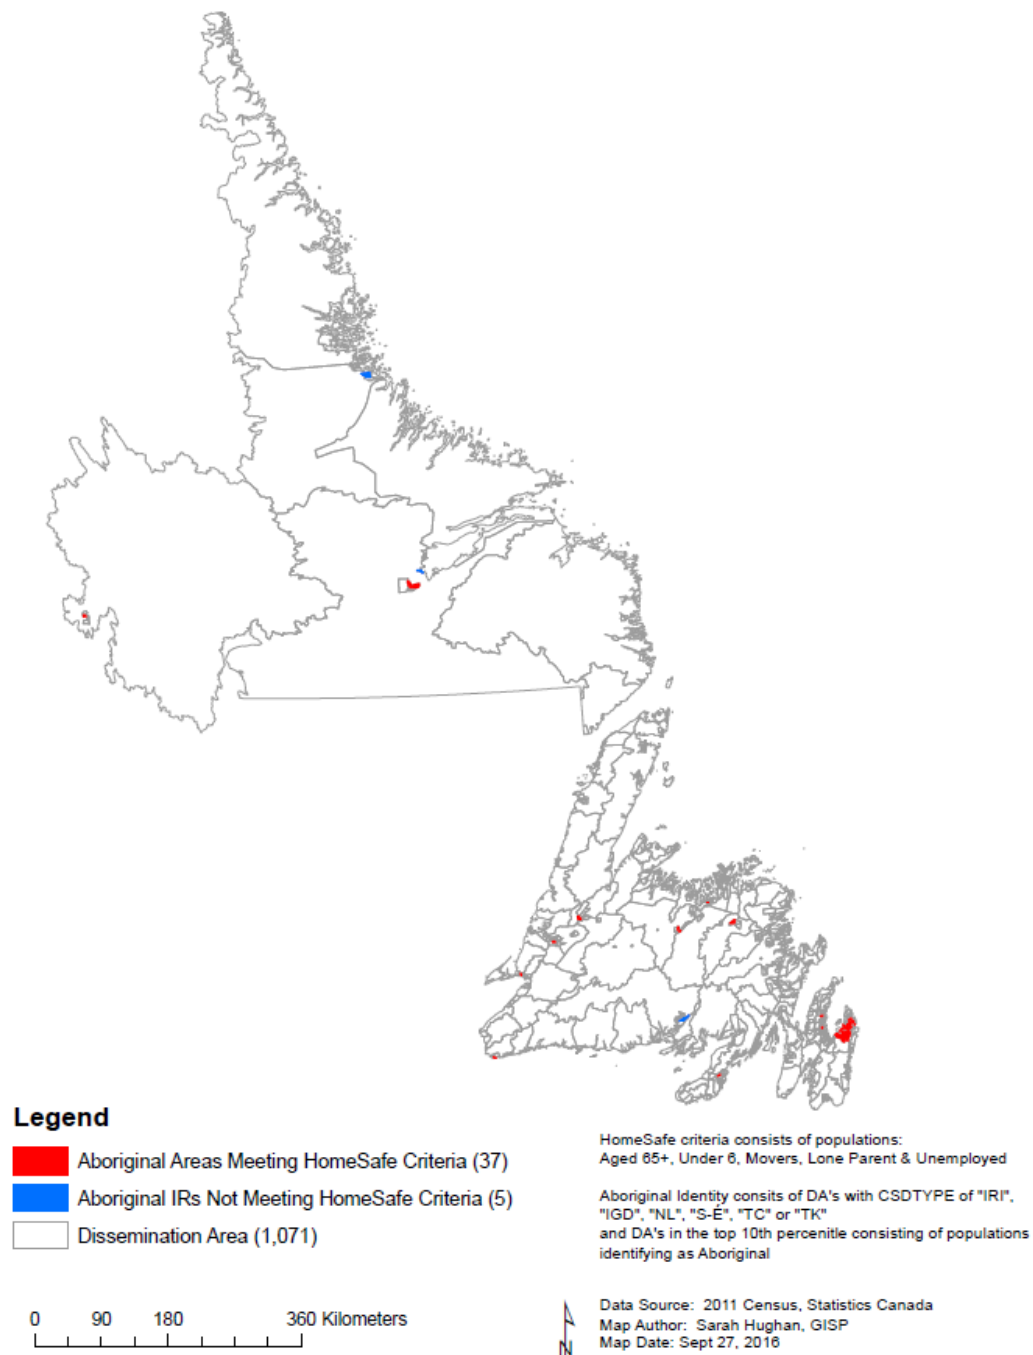 Legend
Aboriginal Areas Meeting HomeSafe Criteria (37)
Aboriginal IRs Not Meeting HomeSafe Criteria (5)
Dissemination Area (1,071)
HomeSafe criteria consists of populations:
Aged 65+, Under 6, Movers, Lone Parent & Unemployed
Aboriginal Identity consits of DA's with CSDTYPE of "IRI",
"IGD", "NL", "S-É", "TC" or "TK"
and DA's in the top 10th percenitle consisting of populations
identifying as Aboriginal
0 90 180 360 Kilometers
N
Data Source: 2011 Census, Statistics Canada
Map Author: Sarah Hughan, GISP
Map Date: Sept 27, 2016